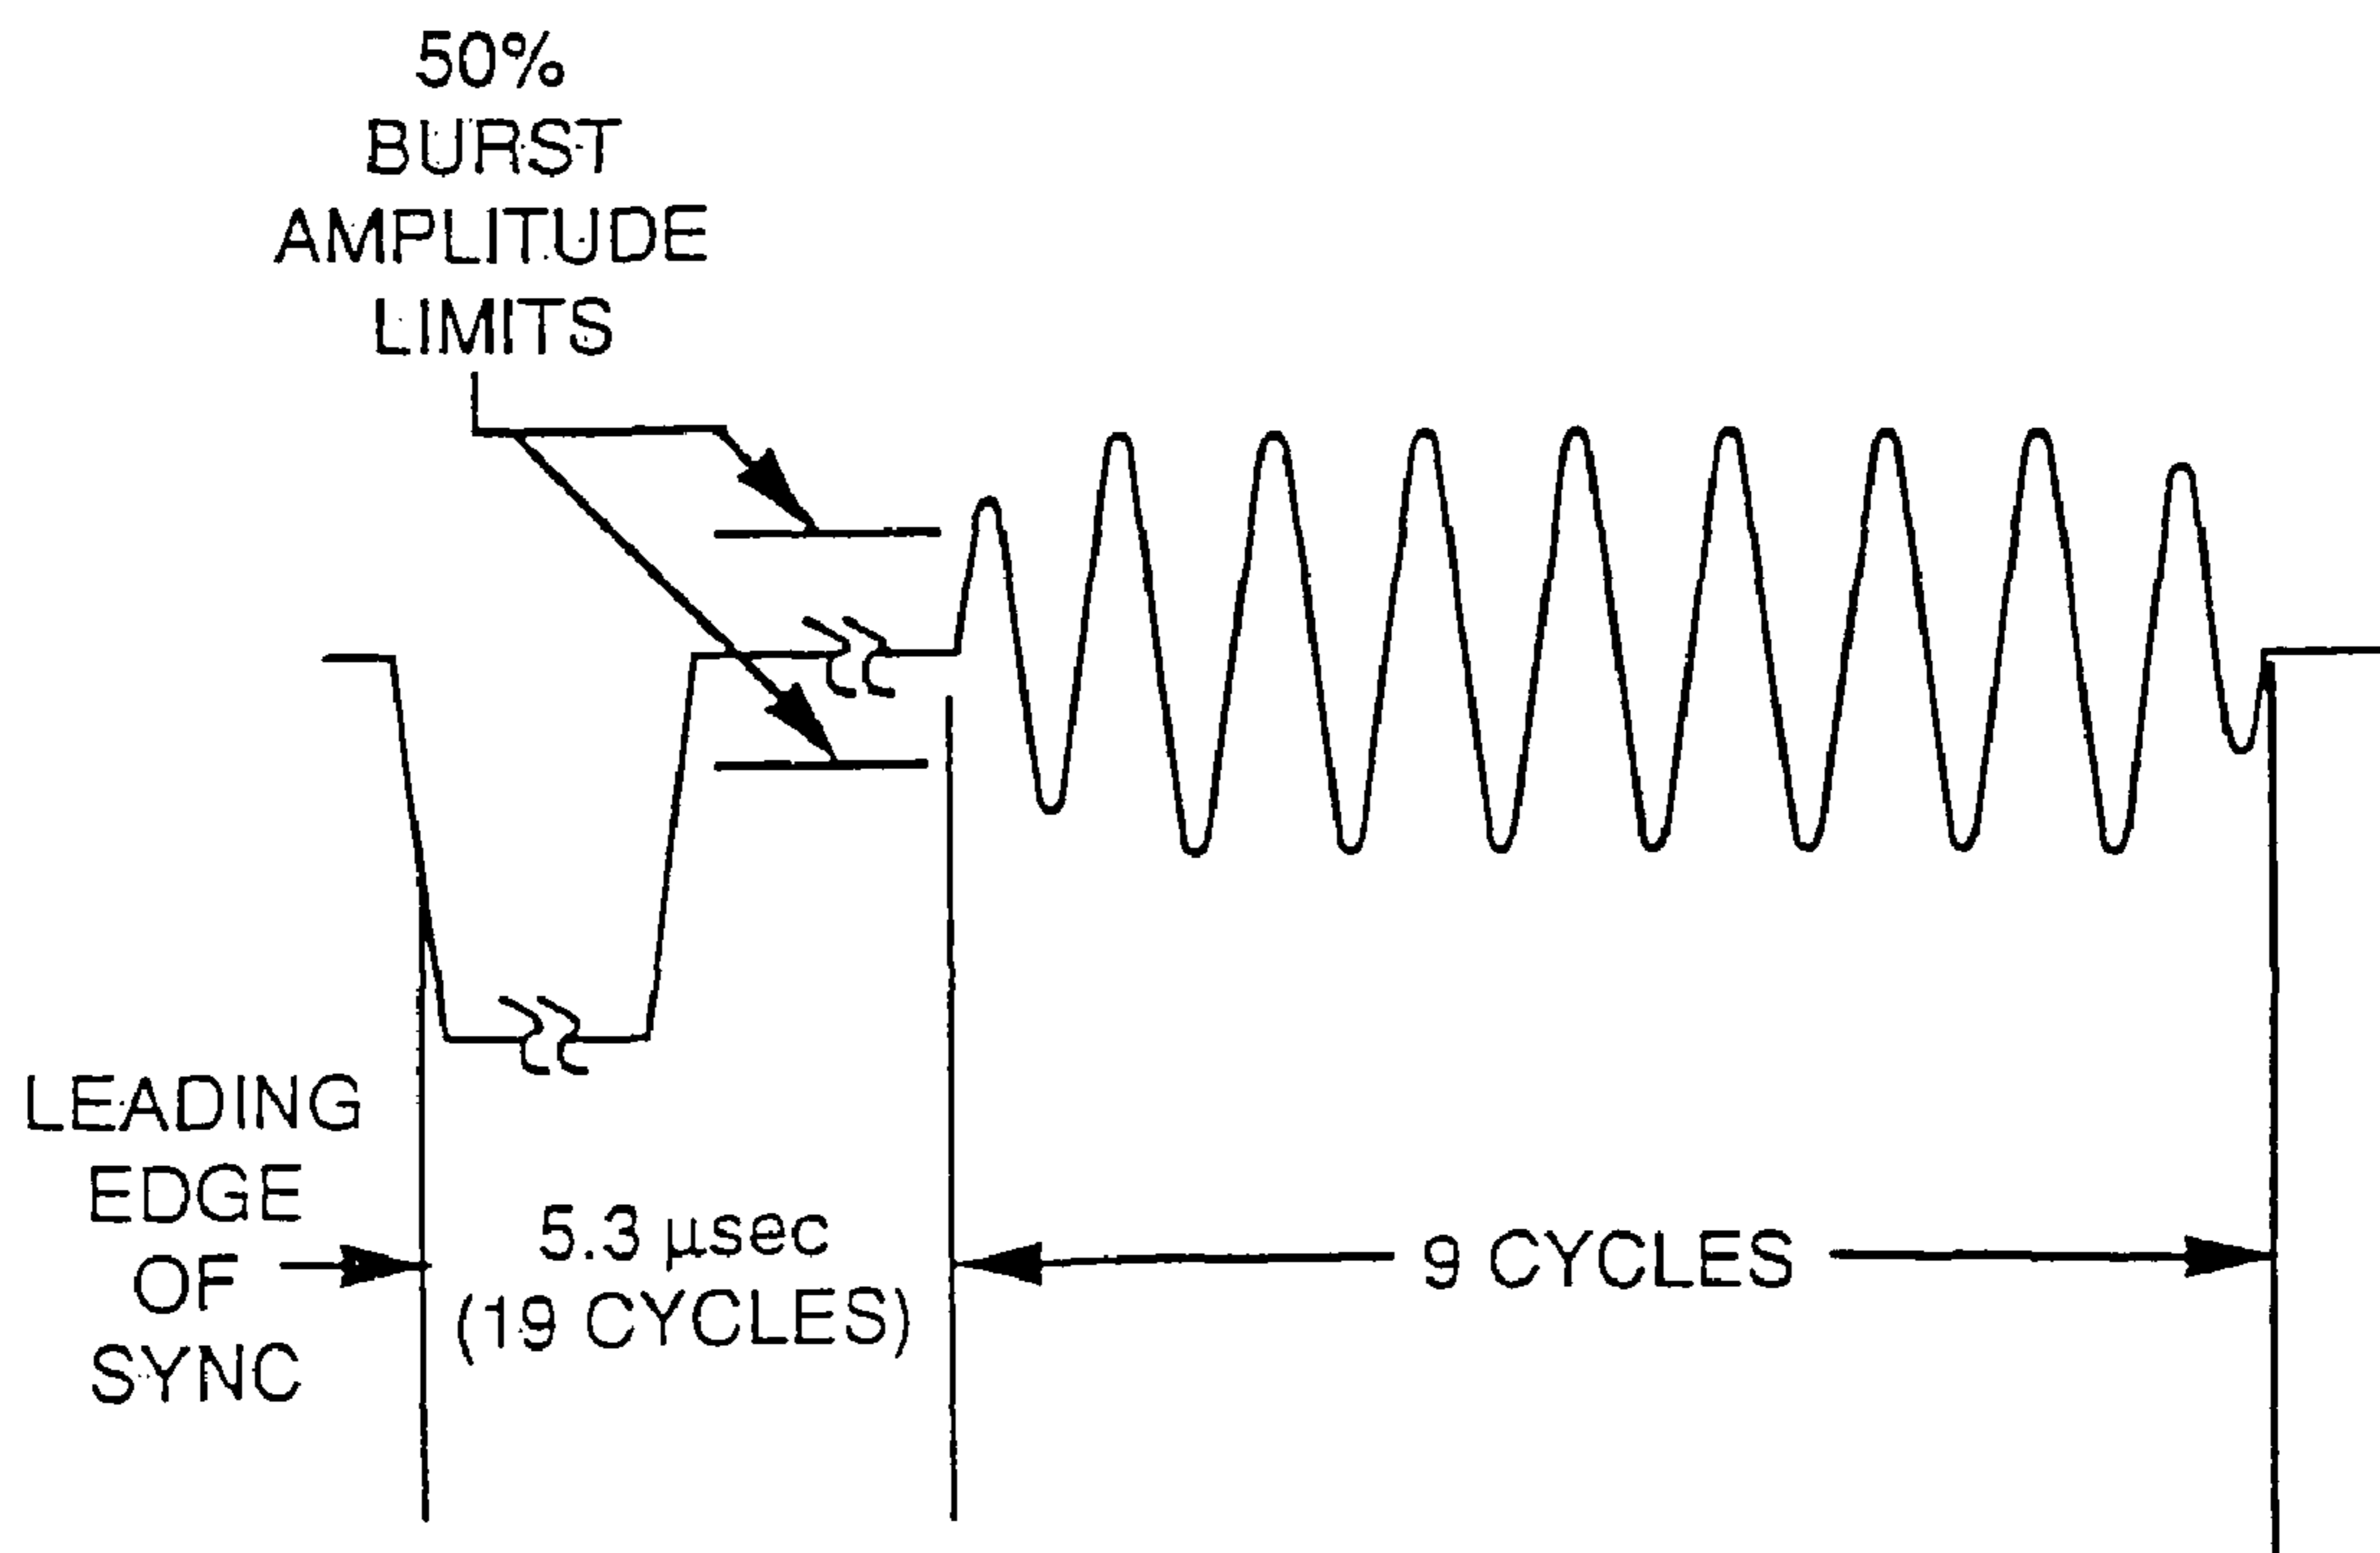 50%
BURST
AMPLITUDE
LIMITS
LEADING
EDGE
OF
SYNC
5.3 µsec
(19 CYCLES)
9 CYCLES